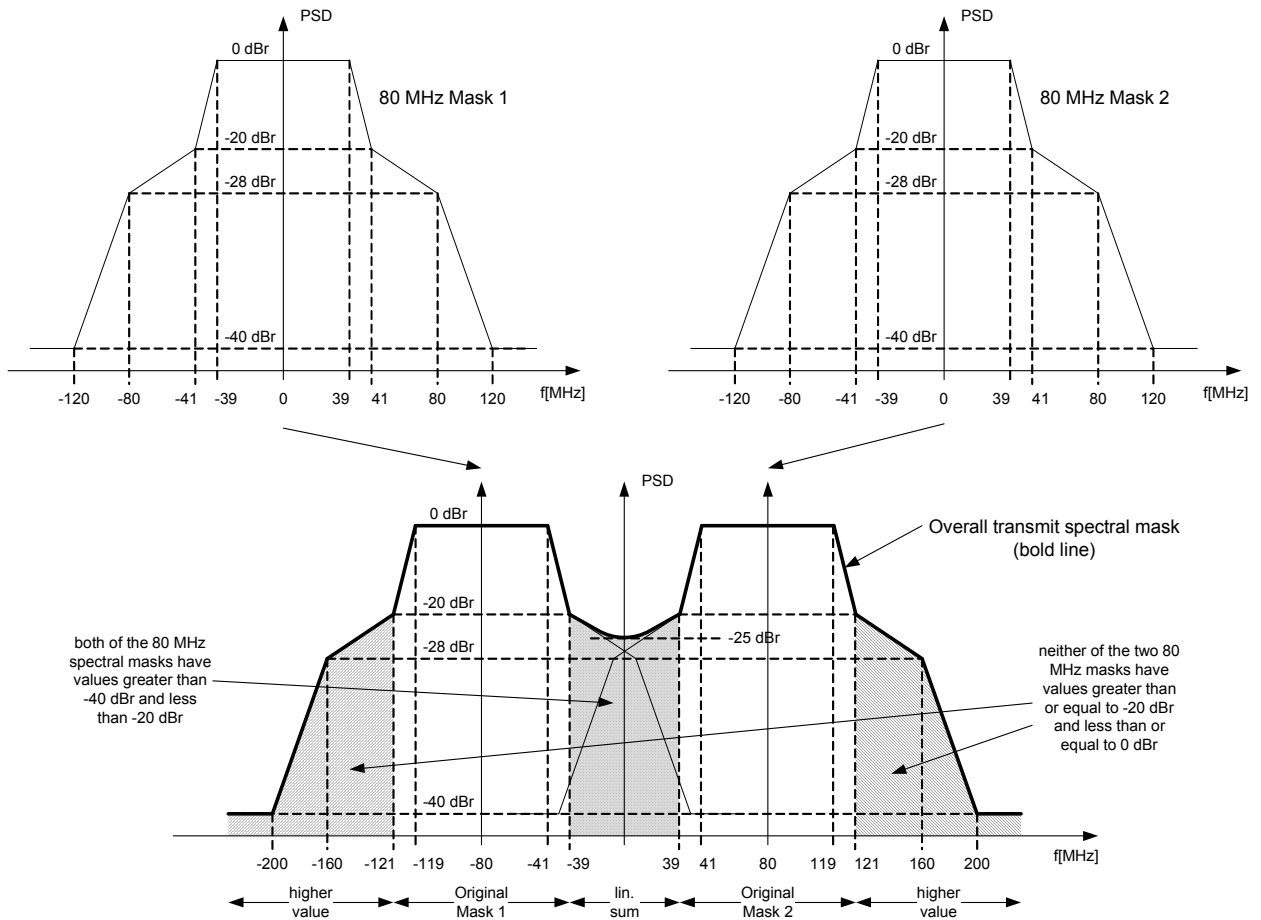 PSD
0 dBr
80 MHz Mask 1
-20 dBr
-28 dBr
-40 dBr
-120 -80 -41 -39 0 39 41 80 120 f[MHz]
PSD
0 dBr
80 MHz Mask 2
-20 dBr
-28 dBr
-40 dBr
-120 -80 -41 -39 0 39 41 80 120 f[MHz]
PSD
0 dBr
Overall transmit spectral mask
(bold line)
-20 dBr
-25 dBr
-28 dBr
both of the 80 MHz
spectral masks have
values greater than
-40 dBr and less
than -20 dBr
neither of the two 80
MHz masks have
values greater than
or equal to -20 dBr
and less than or
equal to 0 dBr
-40 dBr
-200 -160 -121 -119 -80 -41 -39 39 41 80 119 121 160 200 f[MHz]
higher
value
Original
Mask 1
lin.
sum
Original
Mask 2
higher
value